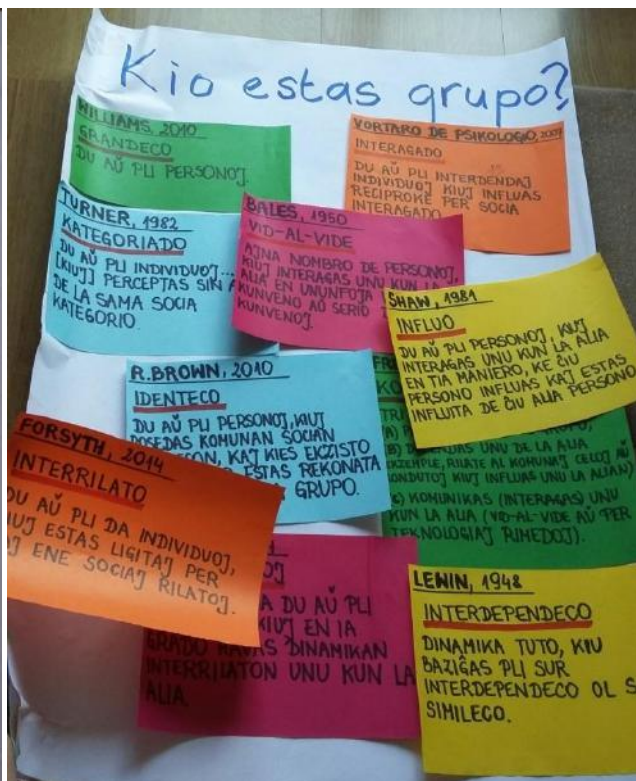 Kio estas grupo?
WILLIAMS, 2010
GRANDECO
DU AŬ PLI PERSONOJ.
VORTARO DE PSIKOLOGIO, 2007
INTERAGADO
DU AŬ PLI INTERDENDAJ
INDIVIDUOJ KIUJ INFLUAS
RECIPROKE PER SOCIA
INTERAGADO
TURNER, 1982
KATEGORIADO
DU AŬ PLI INDIVIDUOJ...
[KIUJ] PERCEPTAS SIN
DE LA SAMA SOCIA
KATEGORIO.
BALES, 1950
VID-AL-VIDE
AJNA NOMBRO DE PERSONOJ,
KIUJ INTERAGAS UNU KUN LA
ALIA EN UNUNFOJA
KUNVENO AŬ SERIO
KUNVENOJ.
SHAW, 1981
INFLUO
DU AŬ PLI PERSONOJ, KIUJ
INTERAGAS UNU KUN LA ALIA
EN TIA MANIERO, KE ĈIU
PERSONO INFLUAS KAJ ESTAS
INFLUITA DE ĈIU ALIA PERSONO
R.BROWN, 2010
IDENTECO
DU AŬ PLI PERSONOJ, KIUJ
POSEDAS KOMUNAN SOCIAN
KAJ KIES EKZISTO
ESTAS REKONATA
GRUPO.
UNU DE LA ALIA
RILATE AL KOMUNAJ CELOJ AŬ
KIUJ INFLUAS UNU LA ALIAN)
KOMUNIKAS (INTERAGAS) UNU
KUN LA ALIA (VID-AL-VIDE AŬ PER
TEKNOLOGIAJ RIMEDOJ).
FORSYTH, 2014
INTERRILATO
DU AŬ PLI DA INDIVIDUOJ,
KIUJ ESTAS LIGITAJ PER
ENE SOCIAJ RILATOJ.
DU AŬ PLI
KIUJ EN IA
GRADO HAVAS DINAMIKAN
INTERRILATON UNU KUN LA
ALIA.
LEWIN, 1948
INTERDEPENDECO
DINAMIKA TUTO, KIU
BAZIĜAS PLI SUR
INTERDEPENDECO OL
SIMILECO.